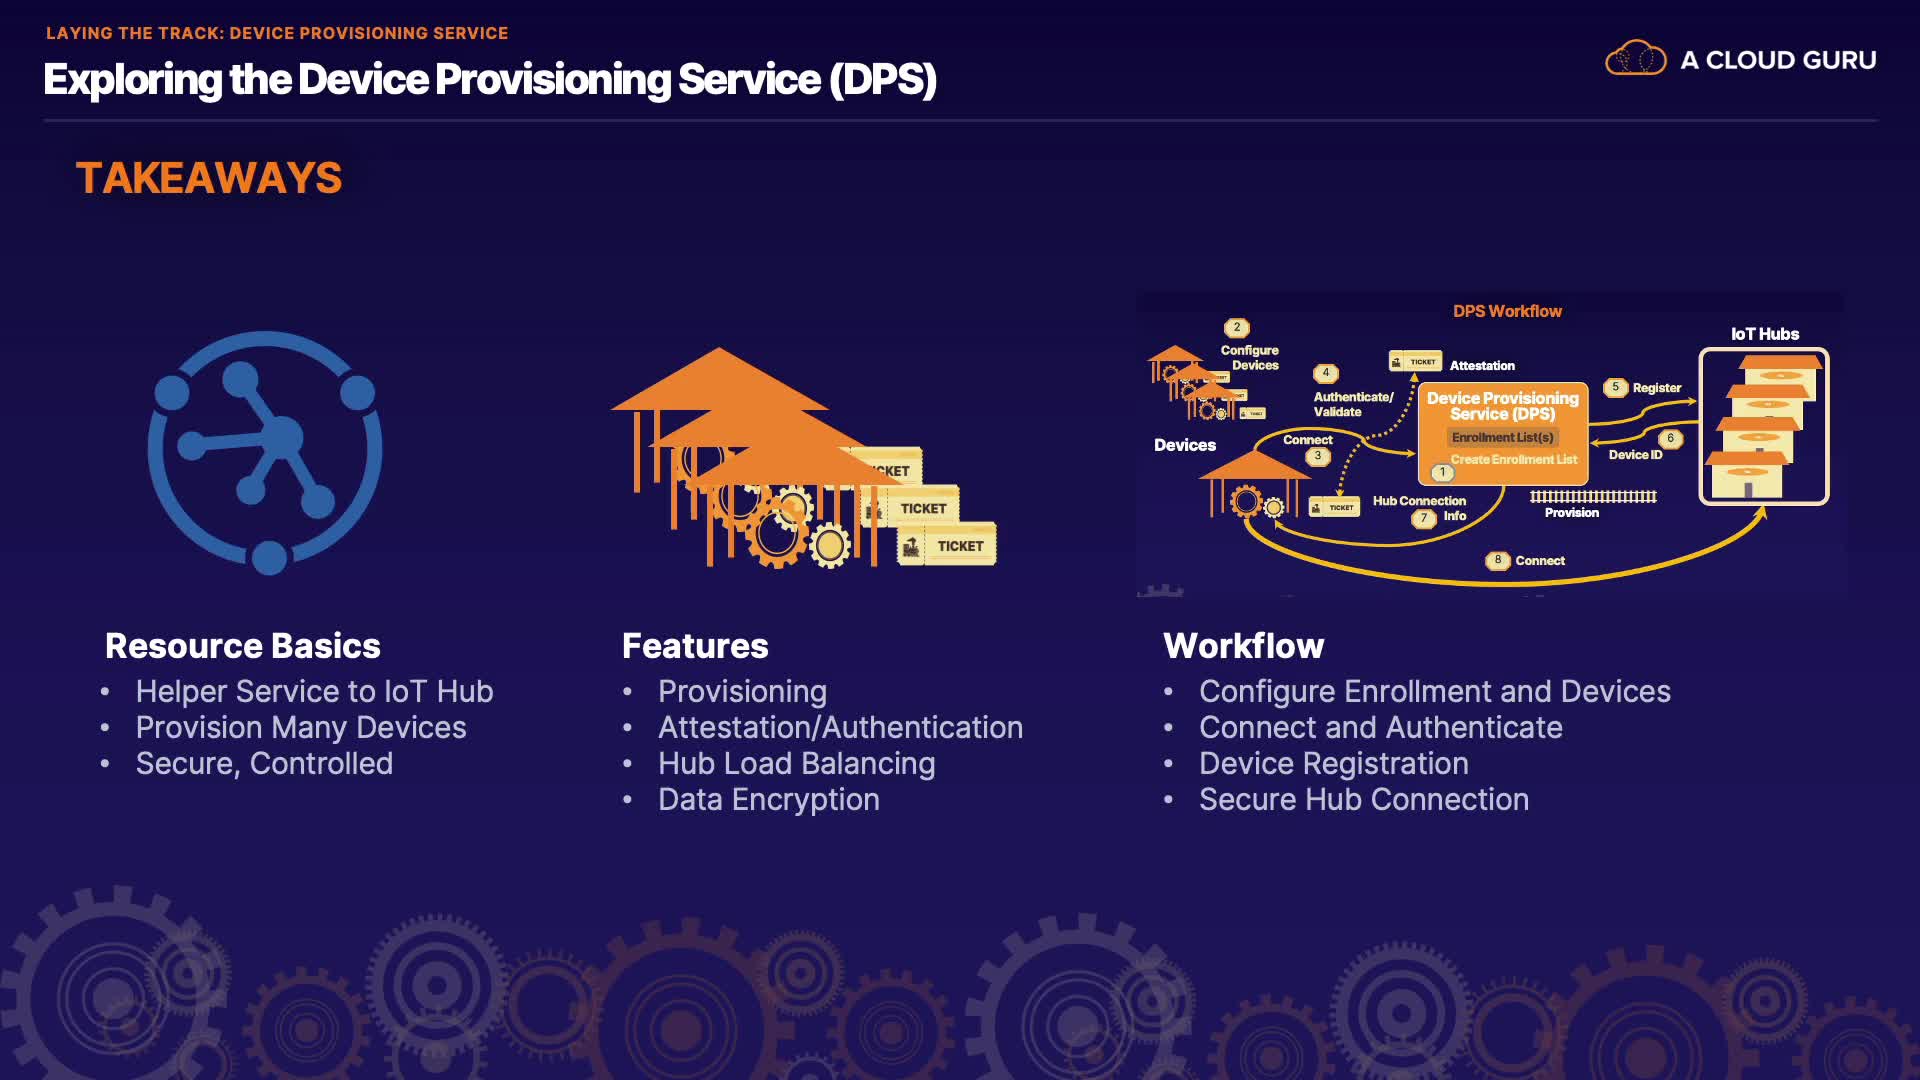 LAYING THE TRACK: DEVICE PROVISIONING SERVICE
Exploring the Device Provisioning Service (DPS)
A CLOUD GURU
TAKEAWAYS
TICKET
TICKET
Resource Basics
• Helper Service to IoT Hub
• Provision Many Devices
• Secure, Controlled
Features
• Provisioning
• Attestation/Authentication
• Hub Load Balancing
• Data Encryption
DPS Workflow
2
Configure
Devices
Devices
4
Authenticate/
Validate
TICKET
Attestation
Connect
3
Device Provisioning
Service (DPS)
Enrollment List(s)
1
Create Enrollment List
5
Register
6
Device ID
IoT Hubs
TICKET
Hub Connection
7
Info
Provision
8
Connect
Workflow
• Configure Enrollment and Devices
• Connect and Authenticate
• Device Registration
• Secure Hub Connection